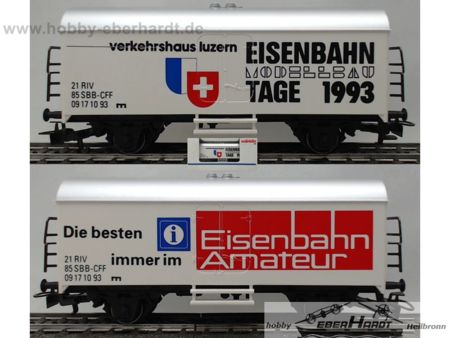 www.hobby-eberhardt.de
verkehrshaus luzern
EISENBAHN
MODELLBAU
TAGE 1993
21 RIV
85 SBB-CFF
09 17 10 93
märklin
Die besten
i
immer im
Eisenbahn
Amateur
21 RIV
85 SBB-CFF
09 17 10 93
hobby EBERHARDT Heilbronn